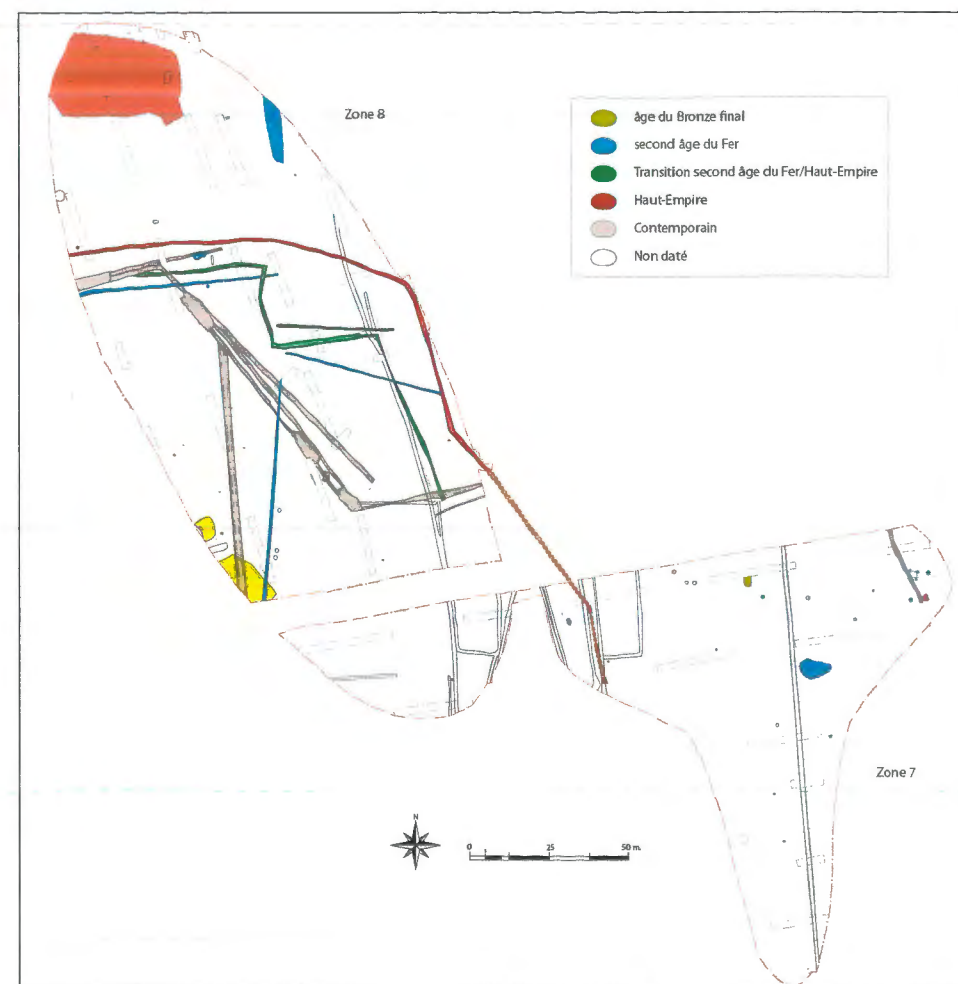 Zone 8
âge du Bronze final
second âge du Fer
Transition second âge du Fer/Haut-Empire
Haut-Empire
Contemporain
Non daté
Zone 7
N
0 25 50 m.